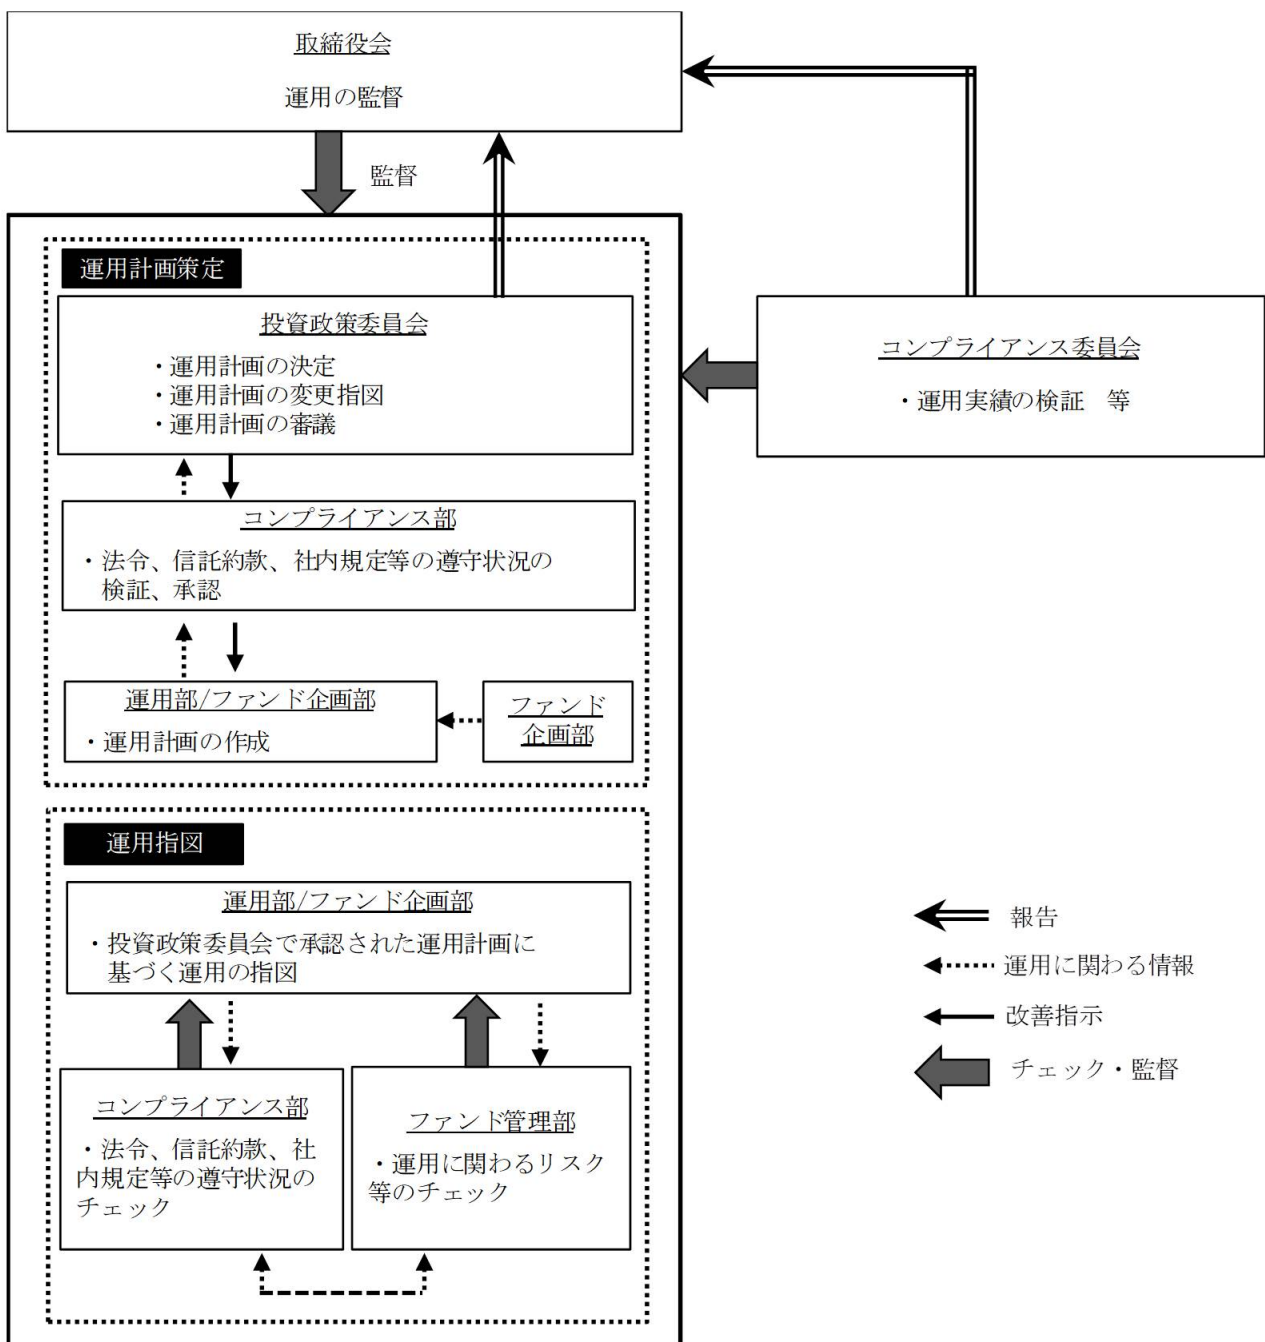 取締役会
運用の監督
監督
運用計画策定
投資政策委員会
・運用計画の決定
・運用計画の変更指図
・運用計画の審議
コンプライアンス委員会
・運用実績の検証　等
コンプライアンス部
・法令、信託約款、社内規定等の遵守状況の
検証、承認
運用部/ファンド企画部
・運用計画の作成
ファンド
企画部
運用指図
運用部/ファンド企画部
・投資政策委員会で承認された運用計画に
基づく運用の指図
コンプライアンス部
・法令、信託約款、社
内規定等の遵守状況の
チェック
ファンド管理部
・運用に関わるリスク
等のチェック
報告
運用に関わる情報
改善指示
チェック・監督